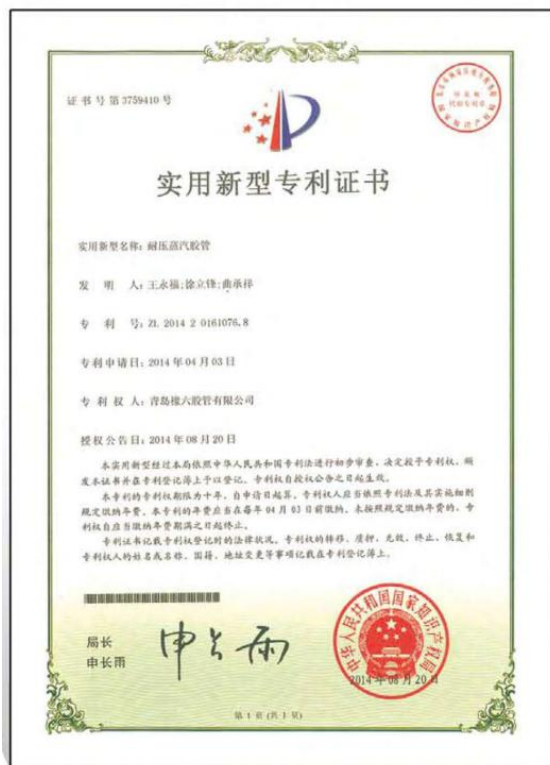 证书号第3759410号
实用新型专利证书
实用新型名称：耐压蒸汽胶管
发 明 人：王永福;徐立锋;曲承祥
专 利 号：ZL 2014 2 0161076.8
专利申请日：2014年04月03日
专 利 权 人：青岛橡六胶管有限公司
授权公告日：2014年08月20日
本实用新型经过本局依照中华人民共和国专利法进行初步审查，决定授予专利权，颁
发本证书并在专利登记簿上予以登记。专利权自授权公告之日起生效。
本专利的专利权期限为十年，自申请日起算。专利权人应当依照专利法及其实施细则
规定缴纳年费。本专利的年费应当在每年04月03日前缴纳。未按照规定缴纳年费的，专
利权自应当缴纳年费期满之日起终止。
专利证书记载专利权登记时的法律状况。专利权的转移、质押、无效、终止、恢复和
专利权人的姓名或名称、国籍、地址变更等事项记载在专利登记簿上。
局长
申长雨
申长雨
中华人民共和国国家知识产权局
2014年08月20日
第1页(共1页)